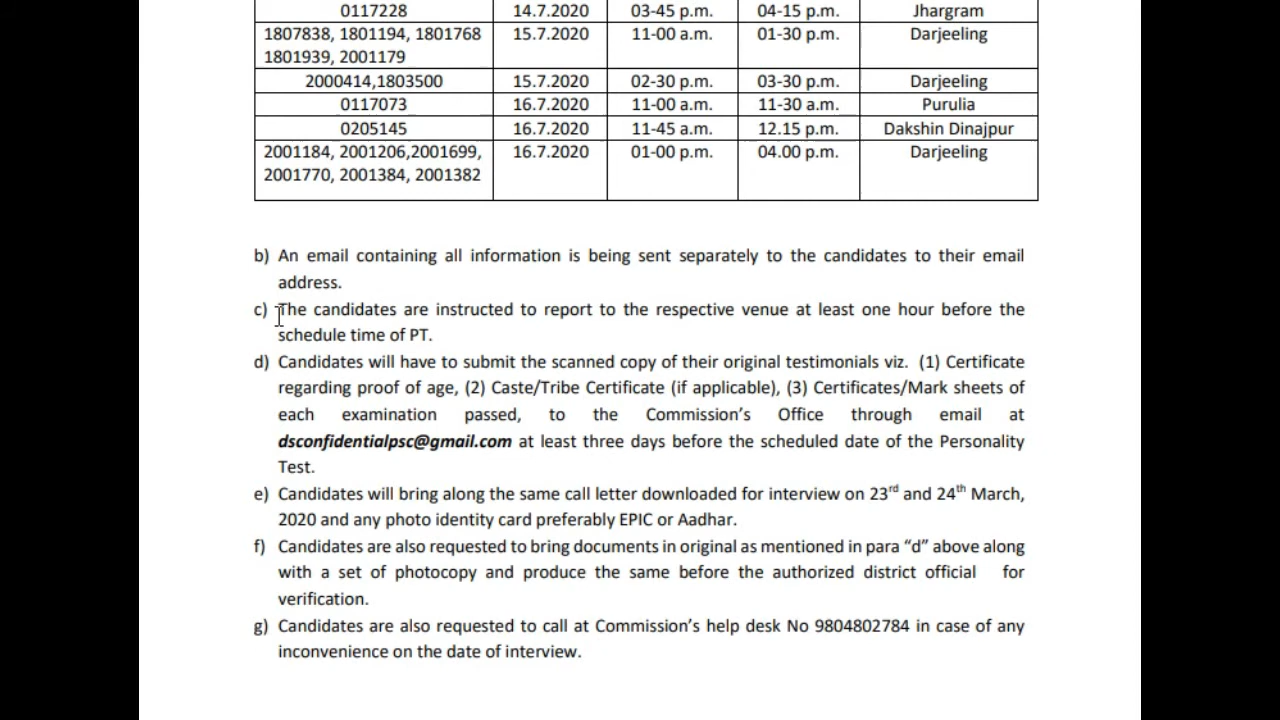 0117228 14.7.2020 03-45 p.m. 04-15 p.m. Jhargram
1807838, 1801194, 1801768 15.7.2020 11-00 a.m. 01-30 p.m. Darjeeling
1801939, 2001179
2000414,1803500 15.7.2020 02-30 p.m. 03-30 p.m. Darjeeling
0117073 16.7.2020 11-00 a.m. 11-30 a.m. Purulia
0205145 16.7.2020 11-45 a.m. 12.15 p.m. Dakshin Dinajpur
2001184, 2001206,2001699, 16.7.2020 01-00 p.m. 04.00 p.m. Darjeeling
2001770, 2001384, 2001382
b) An email containing all information is being sent separately to the candidates to their email
address.
c) The candidates are instructed to report to the respective venue at least one hour before the
schedule time of PT.
d) Candidates will have to submit the scanned copy of their original testimonials viz. (1) Certificate
regarding proof of age, (2) Caste/Tribe Certificate (if applicable), (3) Certificates/Mark sheets of
each examination passed, to the Commission’s Office through email at
dsconfidentialpsc@gmail.com at least three days before the scheduled date of the Personality
Test.
e) Candidates will bring along the same call letter downloaded for interview on 23rd and 24th March,
2020 and any photo identity card preferably EPIC or Aadhar.
f) Candidates are also requested to bring documents in original as mentioned in para “d” above along
with a set of photocopy and produce the same before the authorized district official for
verification.
g) Candidates are also requested to call at Commission’s help desk No 9804802784 in case of any
inconvenience on the date of interview.